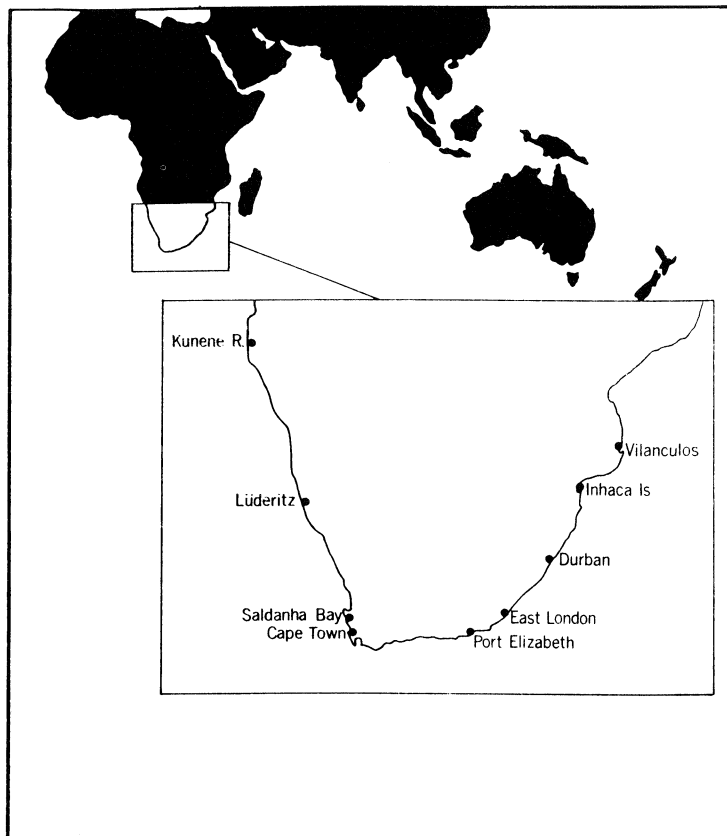 Kunene R.
Vilanculos
Inhaca Is
Lüderitz
Durban
Saldanha Bay
East London
Cape Town
Port Elizabeth